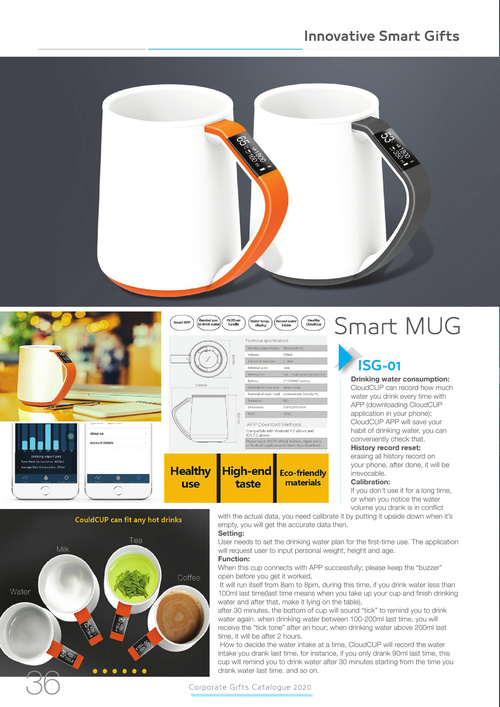 Innovative Smart Gifts
Smart APP
Remind you
to drink water
OLED on
handle
Water temp.
display
Record water
intake
Healthy
CloudCup
Smart MUG
ISG-01
Drinking water consumption:
CloudCUP can record how much
water you drink every time with
APP (downloading CloudCUP
application in your phone);
CloudCUP APP will save your
habit of drinking water, you can
conveniently check that.
History record reset:
erasing all history record on
your phone, after done, it will be
irrevocable.
Calibration:
If you don't use it for a long time,
or when you notice the water
volume you drank is in conflict
with the actual data, you need calibrate it by putting it upside down when it's
empty, you will get the accurate data then.
Setting:
User needs to set the drinking water plan for the first-time use. The application
will request user to input personal weight, height and age.
Function:
When this cup connects with APP successfully; please keep the "buzzer"
open before you get it worked.
It will run itself from 8am to 8pm, during this time, if you drink water less than
100ml last time(last time means when you take up your cup and finish drinking
water and after that, make it lying on the table),
after 30 minutes, the bottom of cup will sound "tick" to remind you to drink
water again. when drinking water between 100-200ml last time, you will
receive the "tick tone" after an hour; when drinking water above 200ml last
time, it will be after 2 hours.
How to decide the water intake at a time, CloudCUP will record the water
intake you drank last time, for instance, if you only drank 90ml last time, this
cup will remind you to drink water after 30 minutes starting from the time you
drank water last time. and so on.
Technical specifications
APP Download Methods
Compatible with Android 4.3 above and
iOS 7.0 above
Healthy
use
High-end
taste
Eco-friendly
materials
About us
Account Details
CouldCUP can fit any hot drinks
Water
Milk
Tea
Coffee
36
Corporate Gifts Catalogue 2020